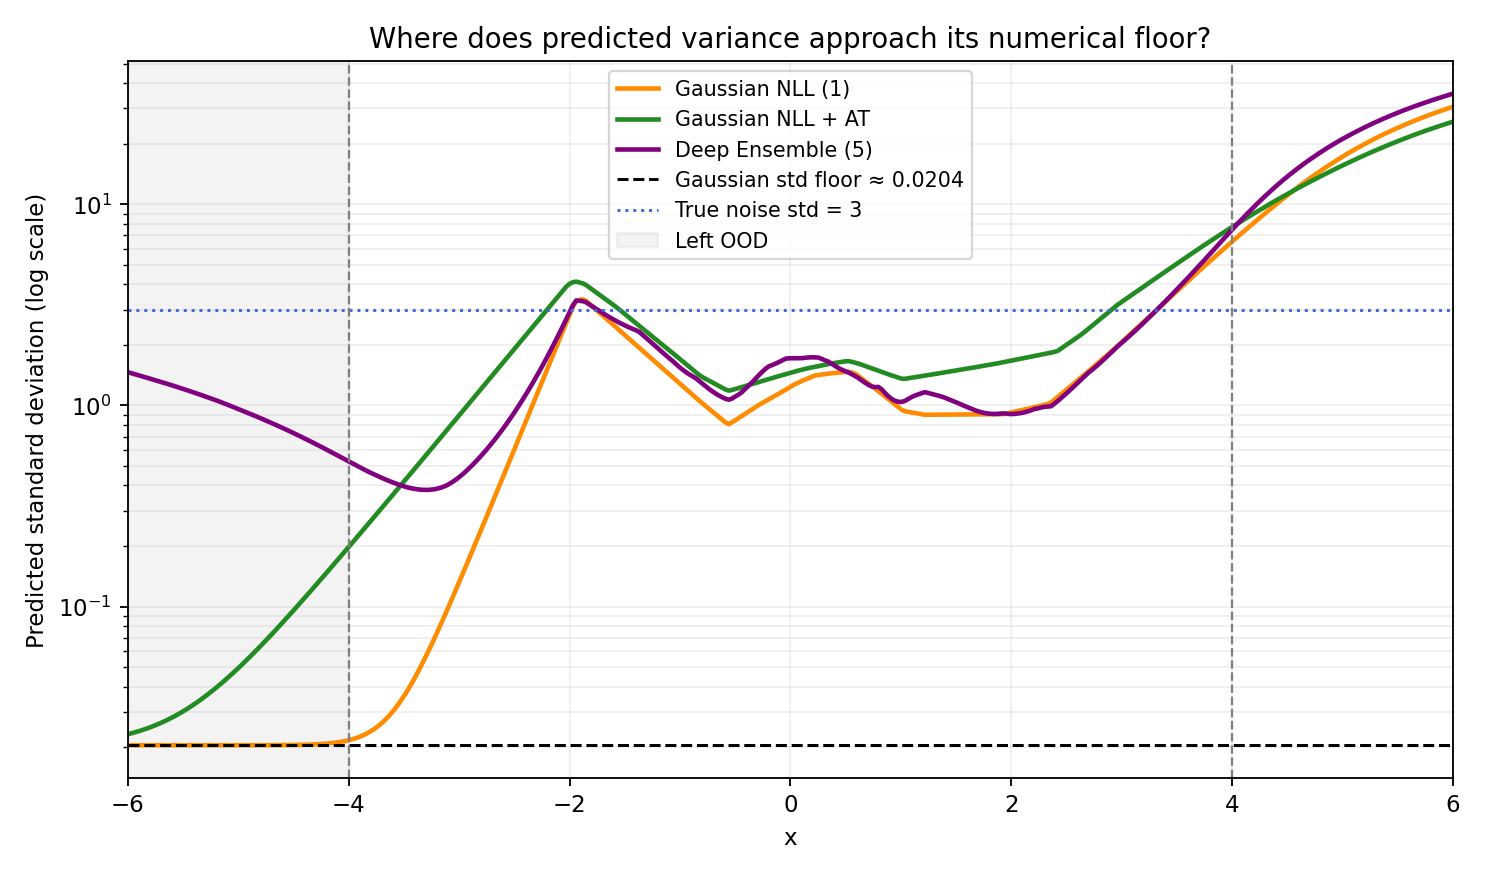 Where does predicted variance approach its numerical floor?
Gaussian NLL (1)
Gaussian NLL + AT
Deep Ensemble (5)
Gaussian std floor ≈ 0.0204
True noise std = 3
Left OOD
Predicted standard deviation (log scale)
10¹
10⁰
10⁻¹
−6
−4
−2
0
2
4
6
x